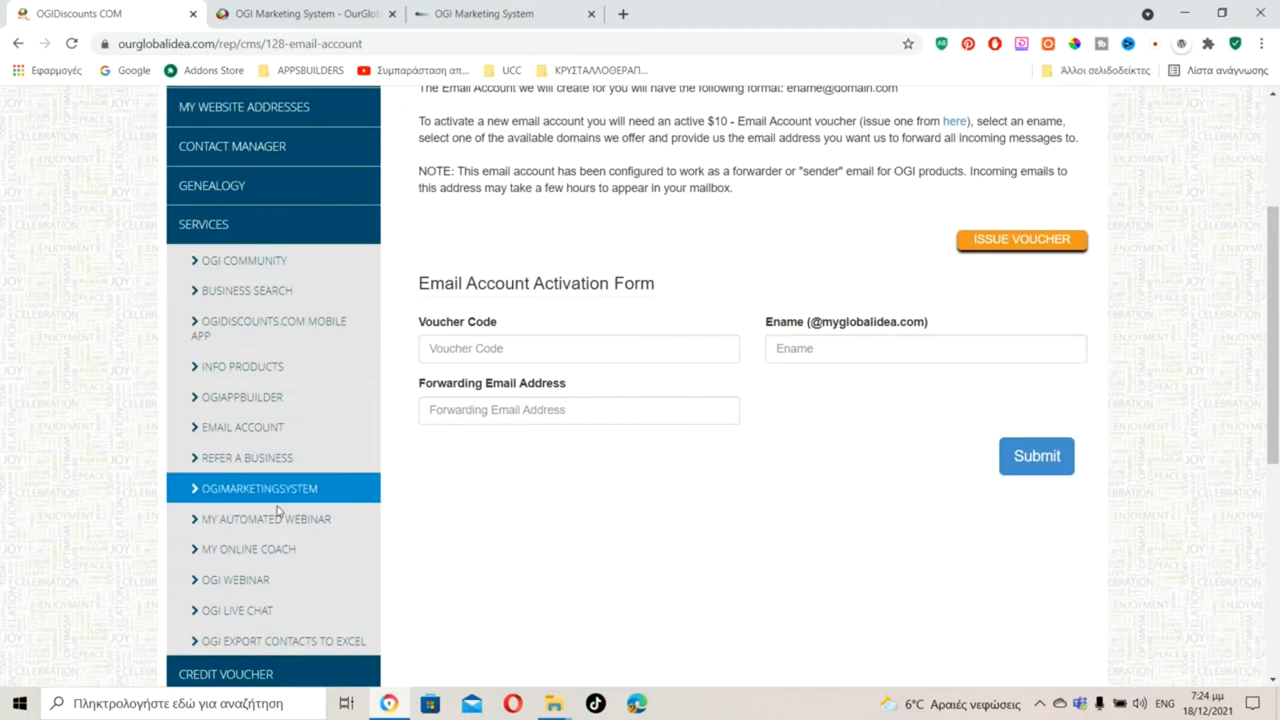 OGIDiscounts COM
OGI Marketing System - OurGlob
OGI Marketing System
ourglobalidea.com/rep/cms/128-email-account
Εφαρμογές
Google
Addons Store
APPSBUILDERS
Συμπαράσταση απ...
UCC
ΚΡΥΣΤΑΛΛΟΘΕΡΑΠ...
Άλλοι σελιδοδείκτες
Λίστα ανάγνωσης
MY WEBSITE ADDRESSES
CONTACT MANAGER
GENEALOGY
SERVICES
OGI COMMUNITY
BUSINESS SEARCH
OGIDISCOUNTS.COM MOBILE
APP
INFO PRODUCTS
OGIAPPBUILDER
EMAIL ACCOUNT
REFER A BUSINESS
OGIMARKETINGSYSTEM
MY AUTOMATED WEBINAR
MY ONLINE COACH
OGI WEBINAR
OGI LIVE CHAT
OGI EXPORT CONTACTS TO EXCEL
CREDIT VOUCHER
The Email Account we will create for you will have the following format: ename@domain.com
To activate a new email account you will need an active $10 - Email Account voucher (issue one from here), select an ename,
select one of the available domains we offer and provide us the email address you want us to forward all incoming messages to.
NOTE: This email account has been configured to work as a forwarder or "sender" email for OGI products. Incoming emails to
this address may take a few hours to appear in your mailbox.
ISSUE VOUCHER
Email Account Activation Form
Voucher Code
Ename (@myglobalidea.com)
Voucher Code
Ename
Forwarding Email Address
Forwarding Email Address
Submit
Πληκτρολογήστε εδώ για αναζήτηση
6°C Αραιές νεφώσεις
ENG
7:24 μμ
18/12/2021